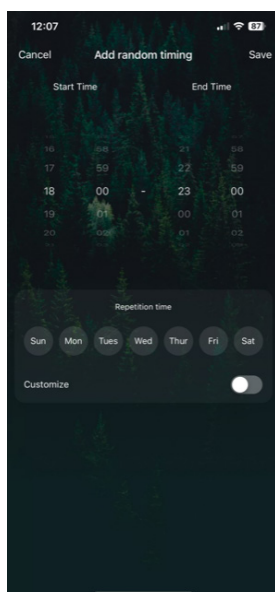 12:07 87
Cancel Add random timing Save
Start Time End Time
16 58 21 58
17 59 22 59
18 00 - 23 00
19 01 00 01
20 02 01 02
Repetition time
Sun Mon Tues Wed Thur Fri Sat
Customize